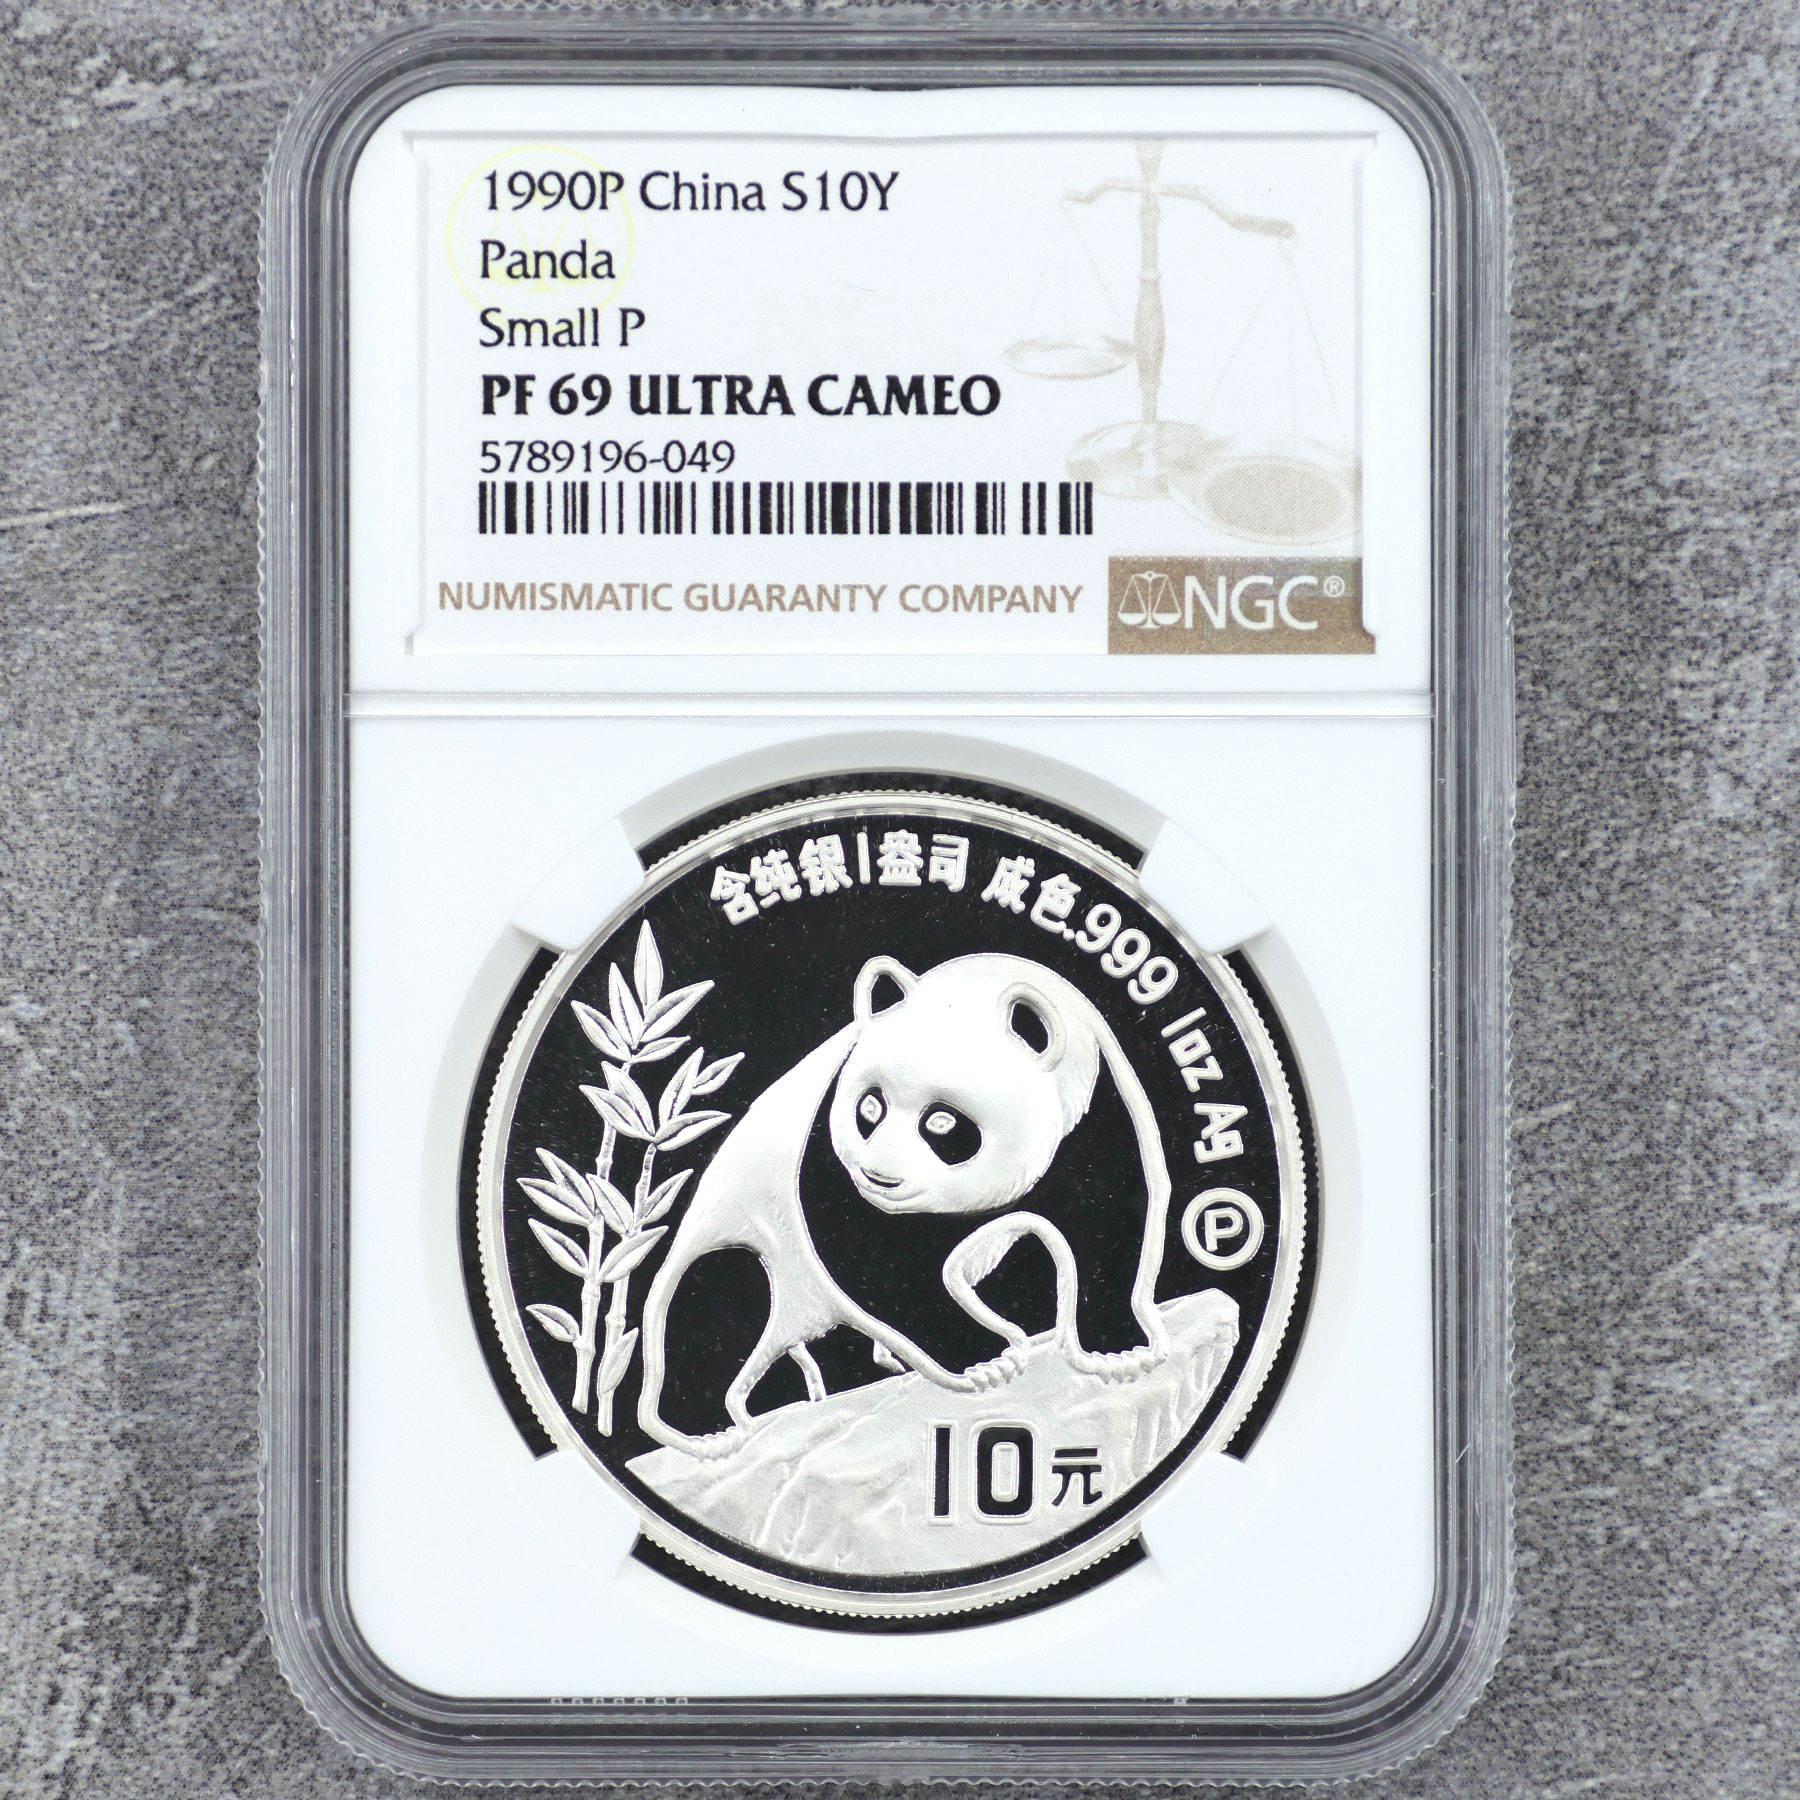 1990P China S10Y
Panda
Small P
PF 69 ULTRA CAMEO
5789196-049
NUMISMATIC GUARANTY COMPANY
NGC®
含纯银1盎司 成色.999 1oz Ag
P
10元